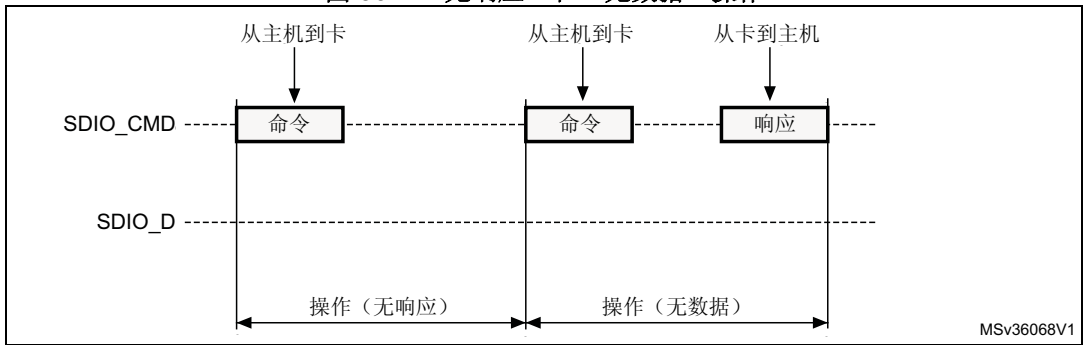 从主机到卡 从主机到卡 从卡到主机
SDIO_CMD 命令 命令 响应
SDIO_D
操作（无响应） 操作（无数据）
MSv36068V1